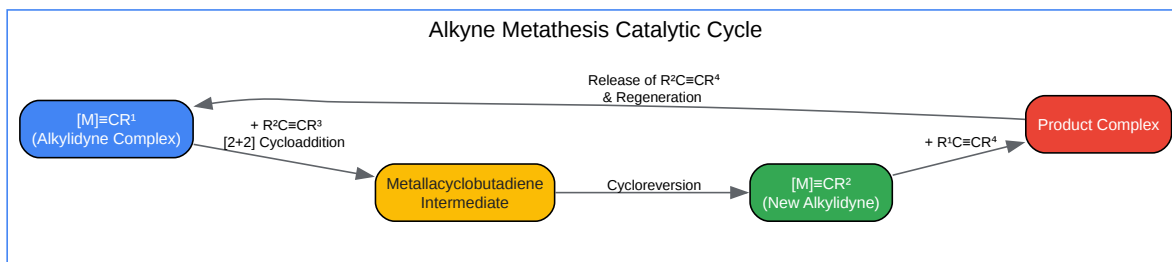 Alkyne Metathesis Catalytic Cycle
[M]≡CR¹
(Alkylidyne Complex)
+ R²C≡CR³
[2+2] Cycloaddition
Metallacyclobutadiene
Intermediate
Cycloreversion
[M]≡CR²
(New Alkylidyne)
+ R¹C≡CR⁴
Product Complex
Release of R²C≡CR⁴
& Regeneration